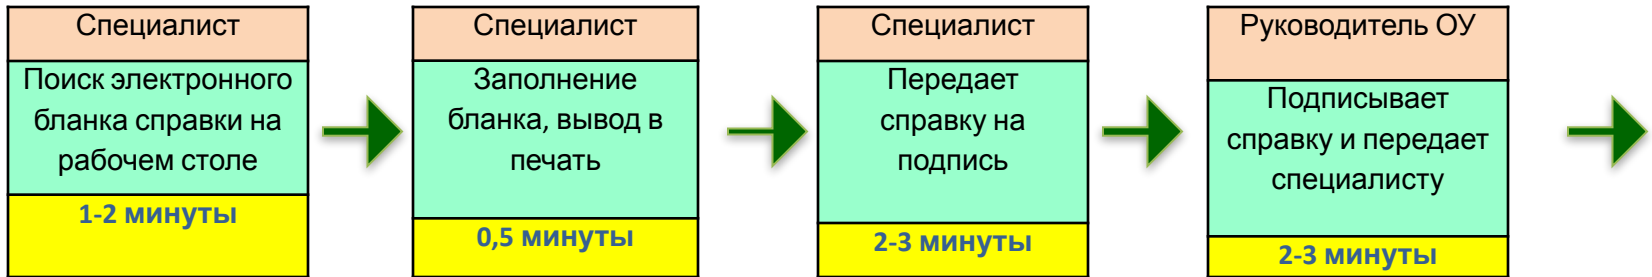 Специалист
Поиск электронного
бланка справки на
рабочем столе
1-2 минуты
Специалист
Заполнение
бланка, вывод в
печать
0,5 минуты
Специалист
Передает
справку на
подпись
2-3 минуты
Руководитель ОУ
Подписывает
справку и передает
специалисту
2-3 минуты